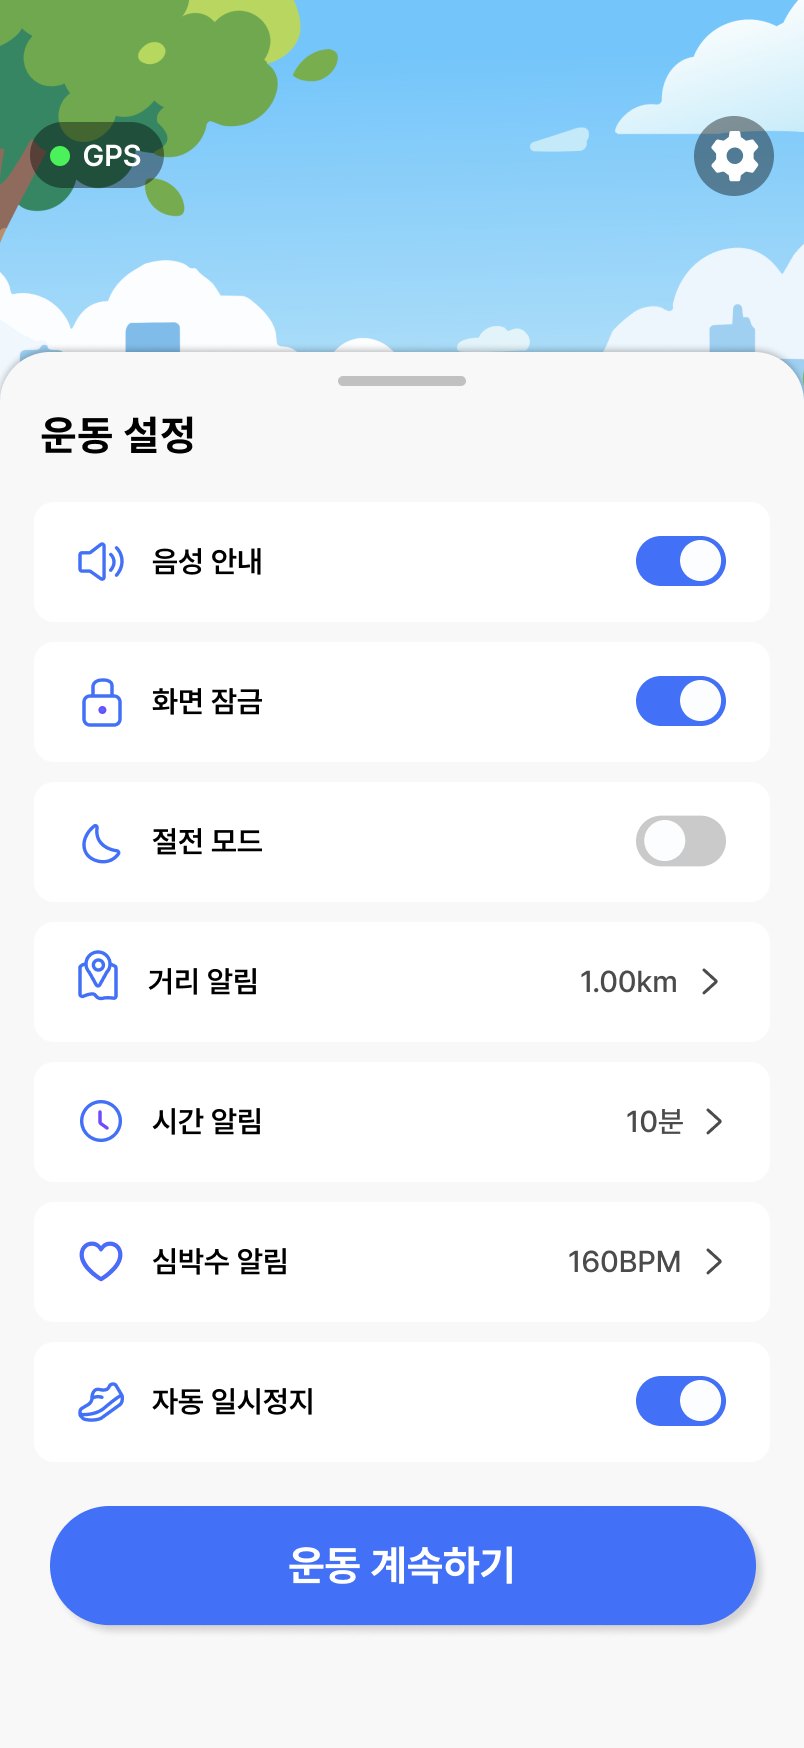 GPS
운동 설정
음성 안내
화면 잠금
절전 모드
거리 알림 1.00km
시간 알림 10분
심박수 알림 160BPM
자동 일시정지
운동 계속하기